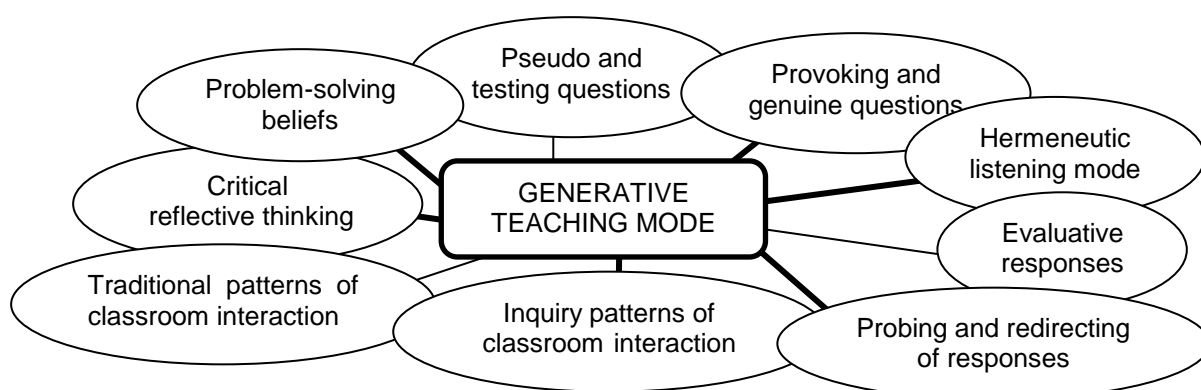 Pseudo and
testing questions
Provoking and
genuine questions
Problem-solving
beliefs
Hermeneutic
listening mode
Critical
reflective thinking
GENERATIVE
TEACHING MODE
Evaluative
responses
Traditional patterns of
classroom interaction
Inquiry patterns of
classroom interaction
Probing and redirecting
of responses